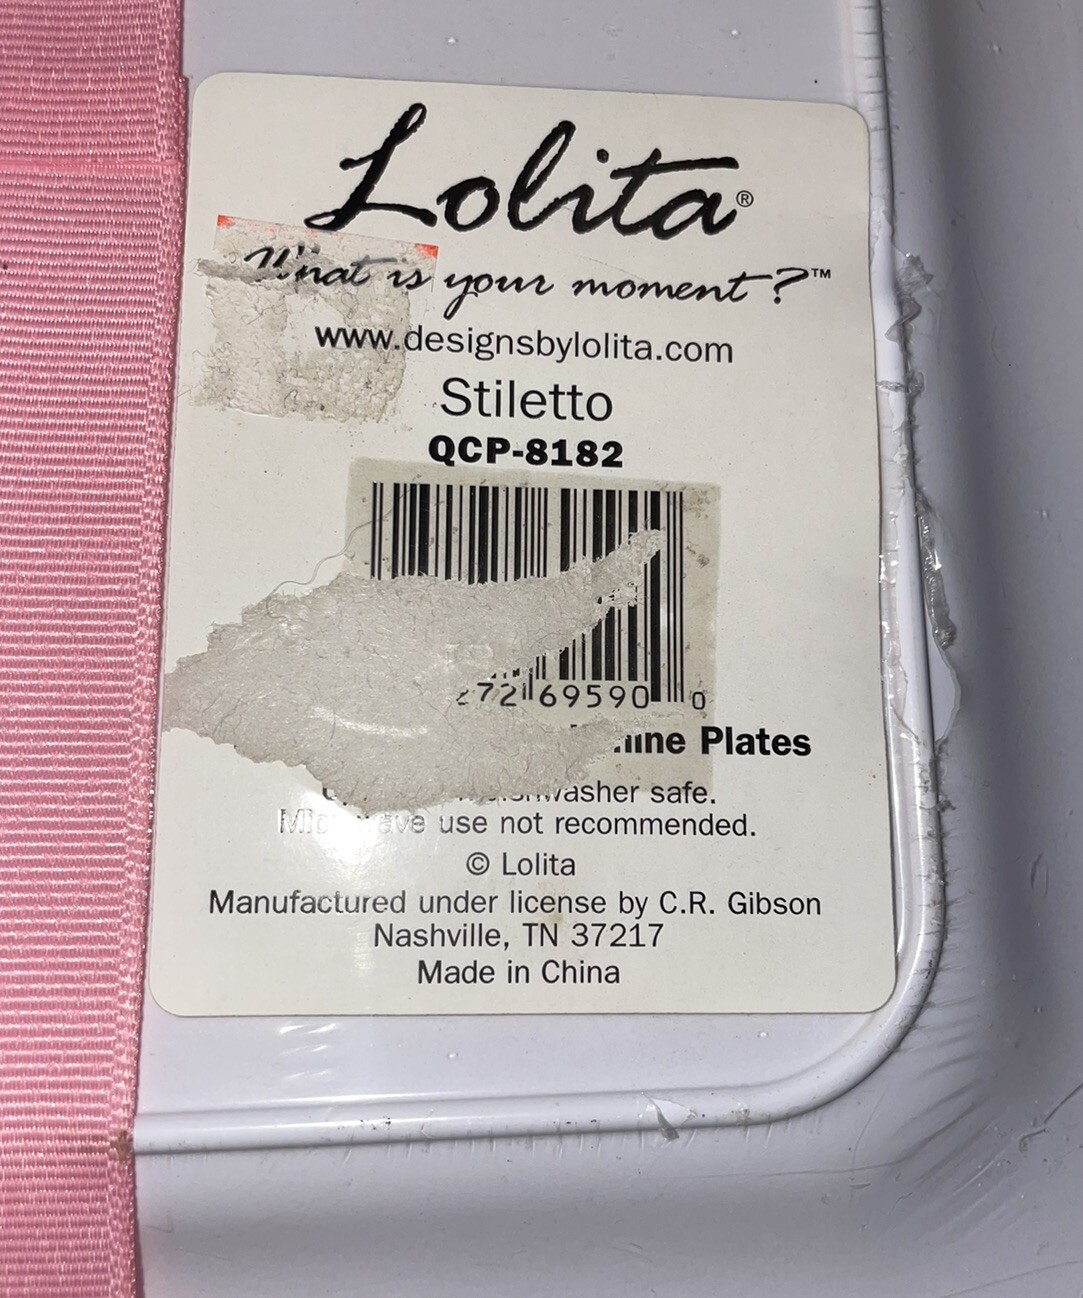 Lolita®
What is your moment?™
www.designsbylolita.com
Stiletto
QCP-8182
72 69590 0
Plates
safe.
use not recommended.
© Lolita
Manufactured under license by C.R. Gibson
Nashville, TN 37217
Made in China